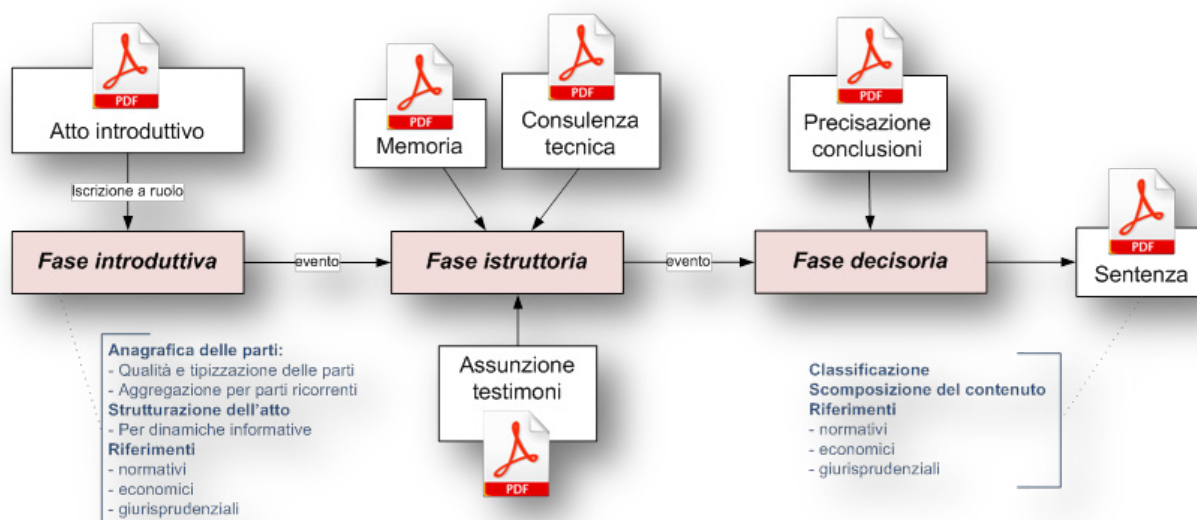 PDF
Atto introduttivo
Iscrizione a ruolo
PDF
Memoria
PDF
Consulenza
tecnica
PDF
Precisazione
conclusioni
PDF
Sentenza
Fase introduttiva
evento
Fase istruttoria
evento
Fase decisoria
Anagrafica delle parti:
- Qualità e tipizzazione delle parti
- Aggregazione per parti ricorrenti
Strutturazione dell'atto
- Per dinamiche informative
Riferimenti
- normativi
- economici
- giurisprudenziali
Assunzione
testimoni
PDF
Classificazione
Scomposizione del contenuto
Riferimenti
- normativi
- economici
- giurisprudenziali